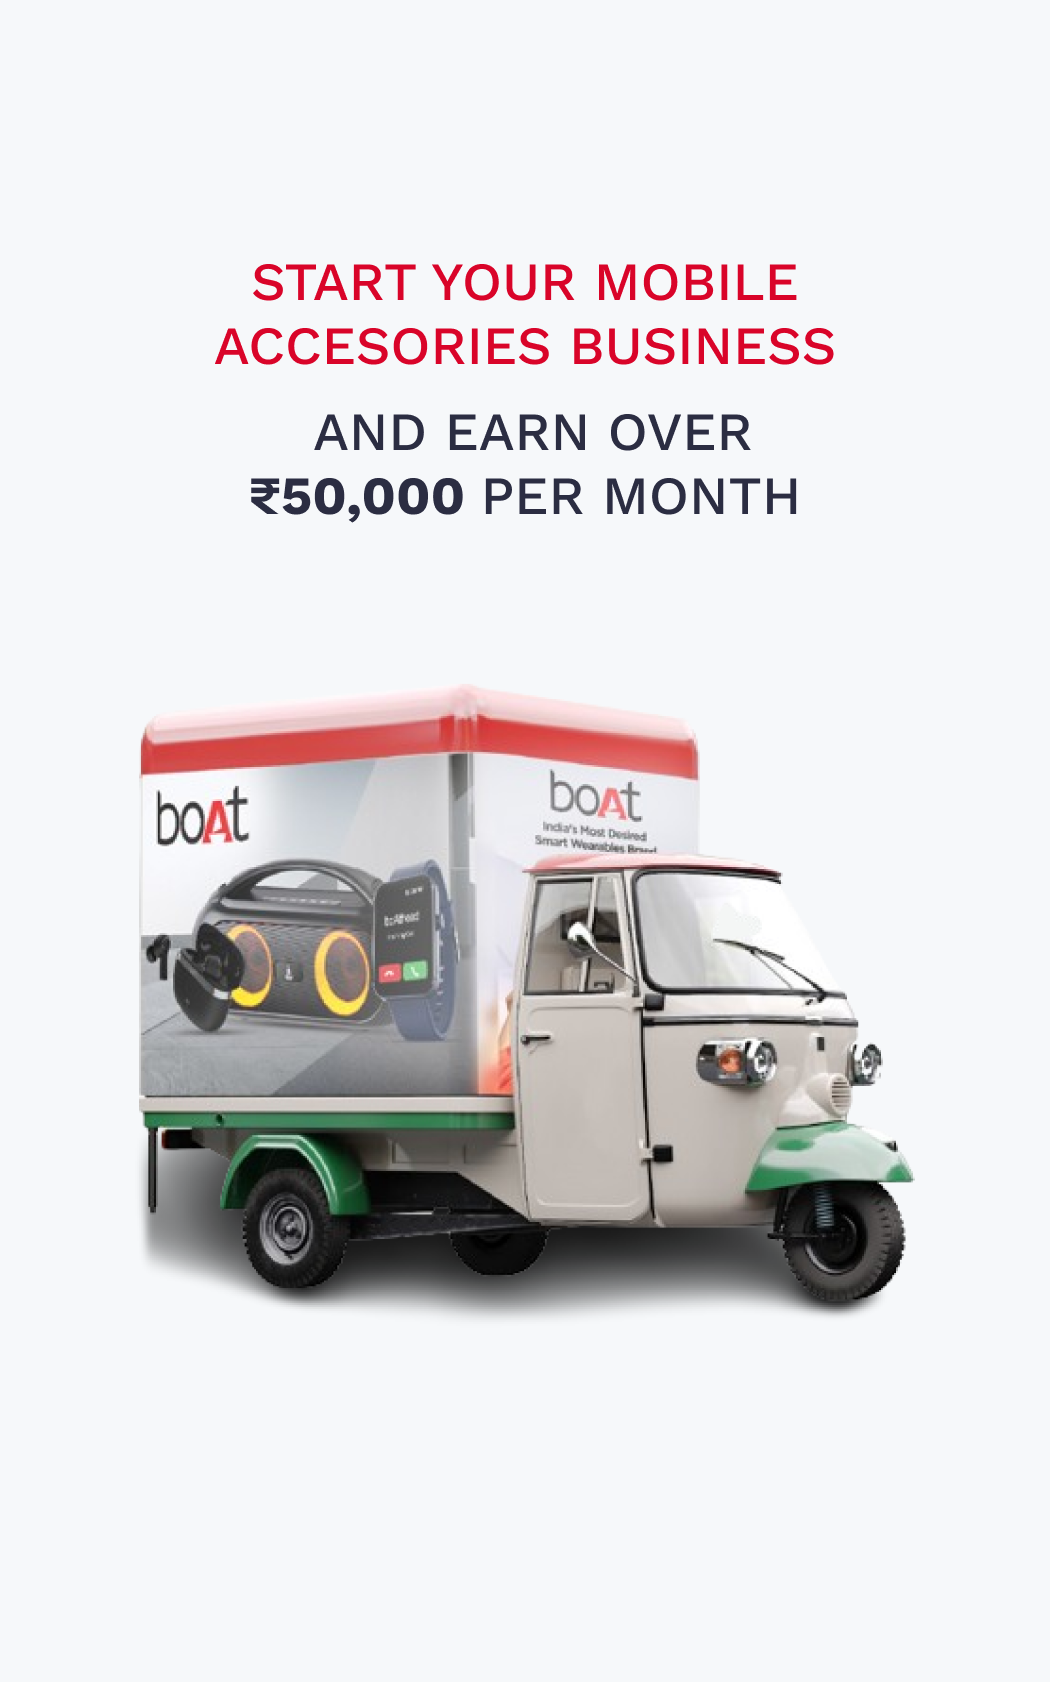 START YOUR MOBILE
ACCESORIES BUSINESS
AND EARN OVER
₹50,000 PER MONTH
boAt
boAt
India's Most Desired
Smart Wearables Brand